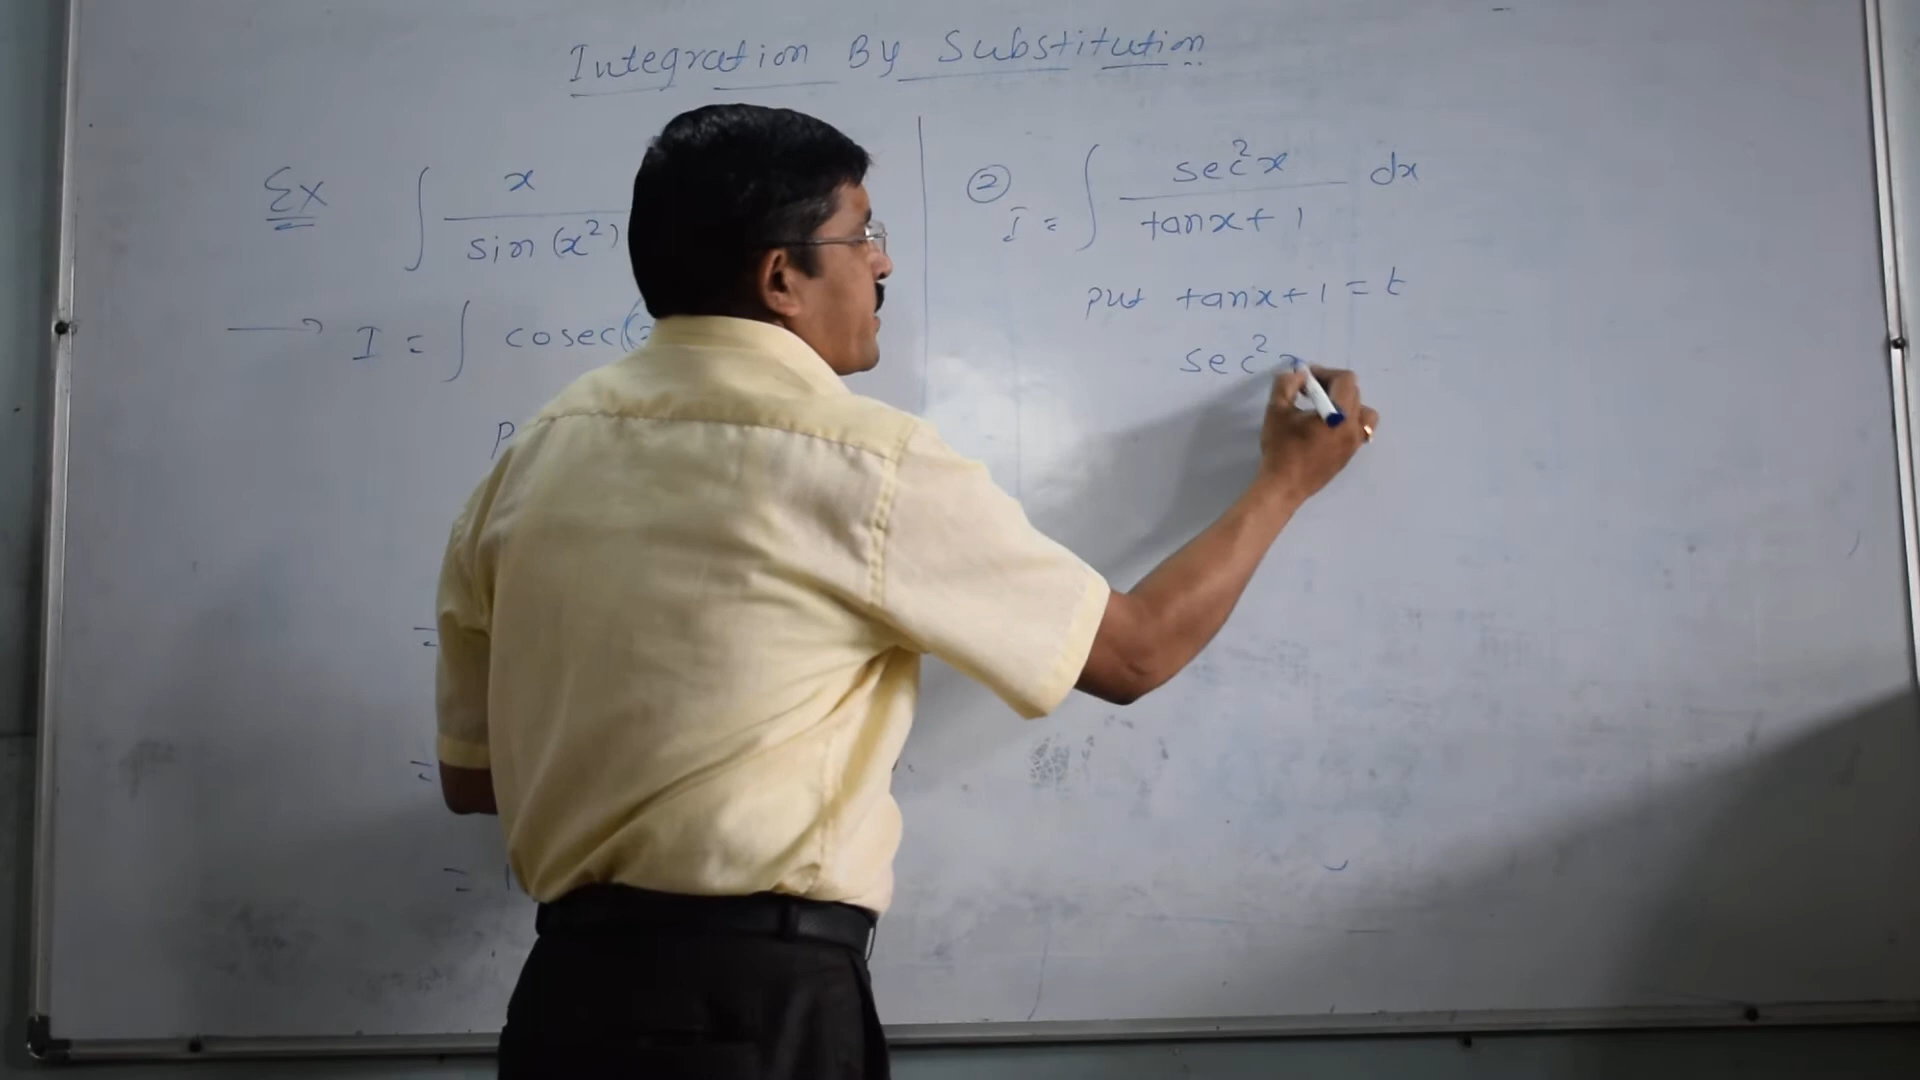 Integration By Substitution
Ex ∫ x / sin(x²)
→ I = ∫ cosec(
P
=
=
=
② I = ∫ sec²x / tanx+1 dx
put tanx+1 = t
sec² x